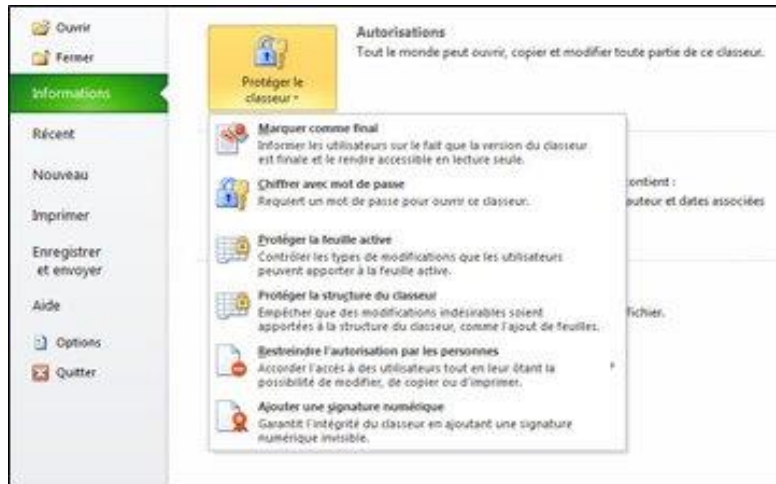 Ouvrir
Fermer
Informations
Récent
Nouveau
Imprimer
Enregistrer
et envoyer
Aide
Options
Quitter
Autorisations
Tout le monde peut ouvrir, copier et modifier toute partie de ce classeur.
Protéger le
classeur
Marquer comme final
Informer les utilisateurs sur le fait que la version du classeur
est finale et le rendre accessible en lecture seule.
Chiffrer avec mot de passe
Requiert un mot de passe pour ouvrir ce classeur.
Protéger la feuille active
Contrôler les types de modifications que les utilisateurs
peuvent apporter à la feuille active.
Protéger la structure du classeur
Empêcher que des modifications indésirables soient
apportées à la structure du classeur, comme l'ajout de feuilles.
Restreindre l'autorisation par les personnes
Accorder l'accès à des utilisateurs tout en leur ôtant la
possibilité de modifier, de copier ou d'imprimer.
Ajouter une signature numérique
Garantit l'intégrité du classeur en ajoutant une signature
numérique invisible.
contient :
auteur et dates associées
fichier.